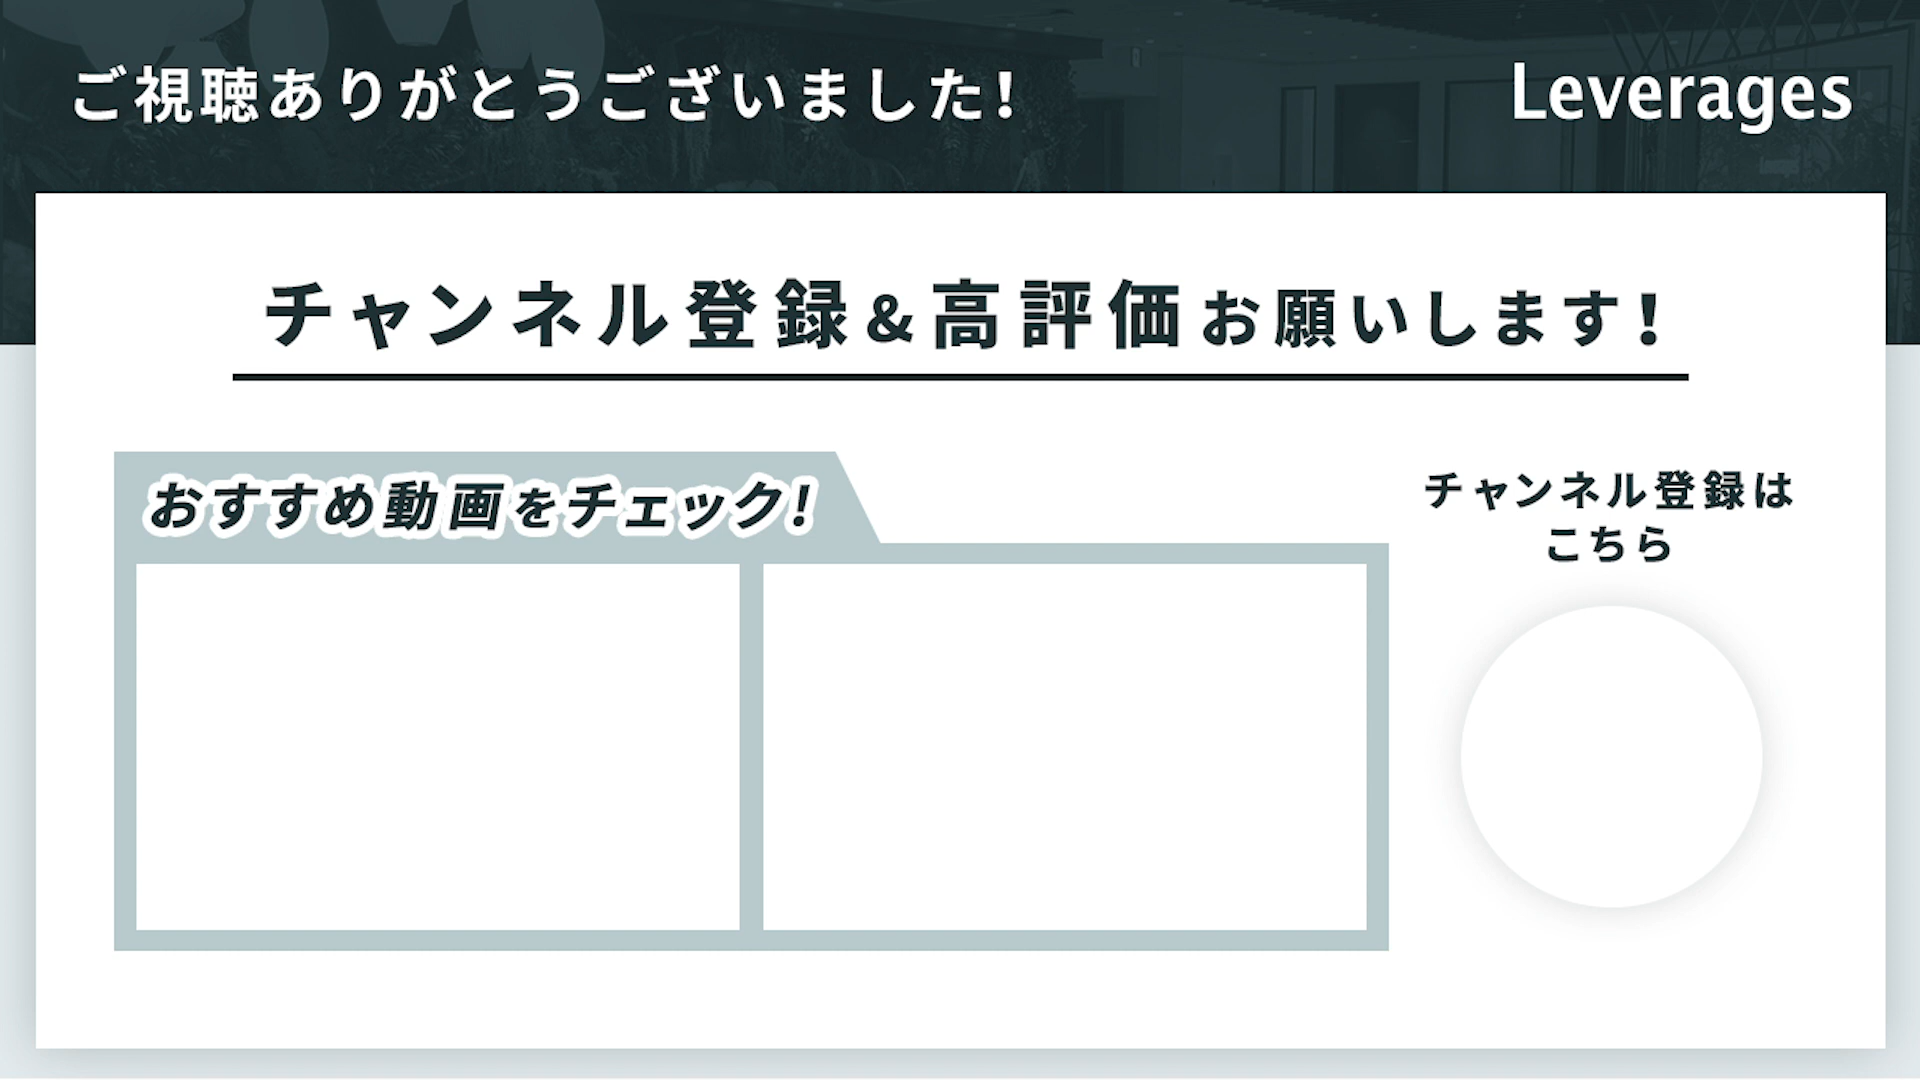 ご視聴ありがとうございました!
Leverages
チャンネル登録&高評価お願いします!
おすすめ動画をチェック!
チャンネル登録は
こちら